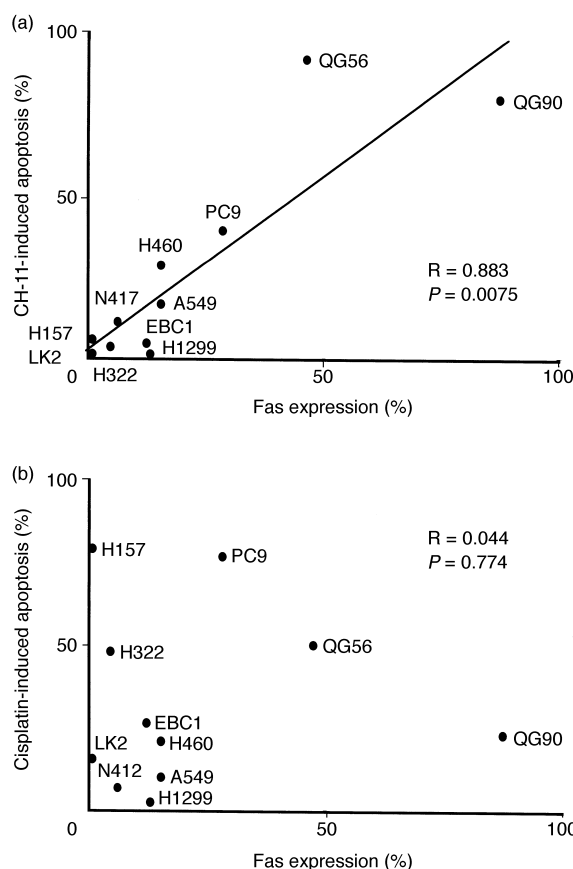 (a)
100
QG56
QG90
CH-11-induced apoptosis (%)
50
PC9
H460
R = 0.883
P = 0.0075
N417
A549
H157
EBC1
H1299
LK2
0
H322
50
100
Fas expression (%)
(b)
100
Cisplatin-induced apoptosis (%)
R = 0.044
P = 0.774
H157
PC9
50
H322
QG56
EBC1
LK2
H460
QG90
N412
A549
H1299
0
50
100
Fas expression (%)